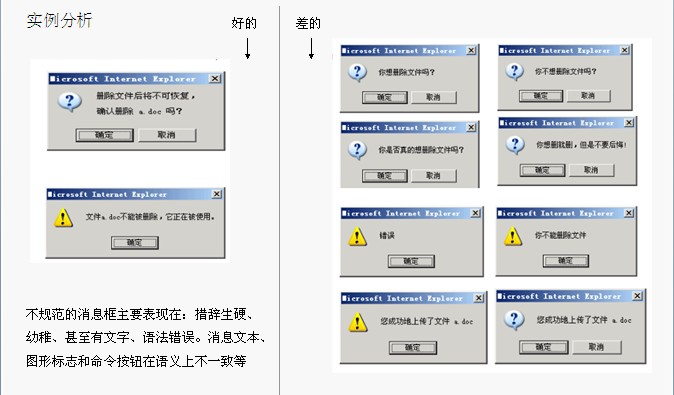 实例分析
好的
差的
Microsoft Internet Explorer
删除文件后将不可恢复,
确认删除 a.doc 吗?
确定 取消
Microsoft Internet Explorer
文件a.doc不能被删除,它正在被使用。
确定
不规范的消息框主要表现在:措辞生硬、
幼稚、甚至有文字、语法错误。消息文本、
图形标志和命令按钮在语义上不一致等
Microsoft Internet Explorer
你想删除文件吗?
确定 取消
Microsoft Internet Explorer
你不想删除文件吗?
确定 取消
Microsoft Internet Explorer
你是否真的想删除文件吗?
确定 取消
Microsoft Internet Explorer
你想删就删,但是不要后悔!
确定 取消
Microsoft Internet Explorer
错误
确定
Microsoft Internet Explorer
你不能删除文件
确定
Microsoft Internet Explorer
您成功地上传了文件 a.doc
确定
Microsoft Internet Explorer
您成功地上传了文件 a.doc
确定 取消